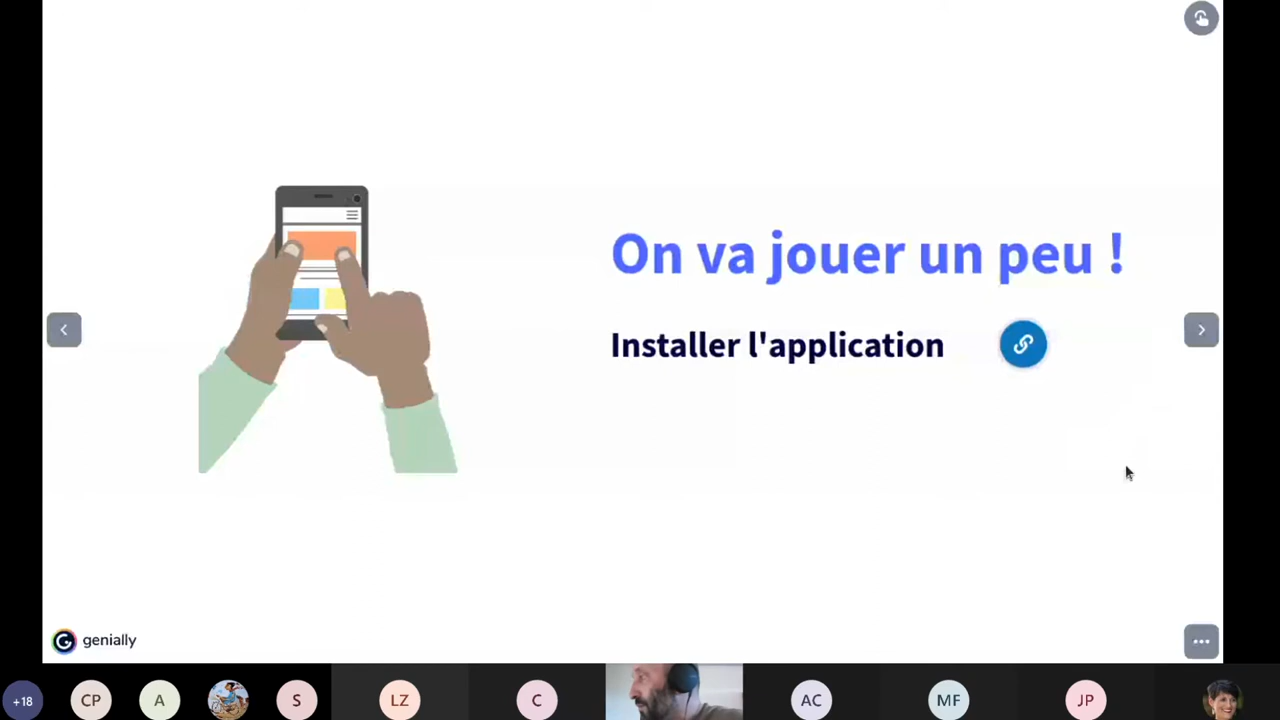 On va jouer un peu !
Installer l'application
genially
+18
CP
A
S
LZ
C
AC
MF
JP